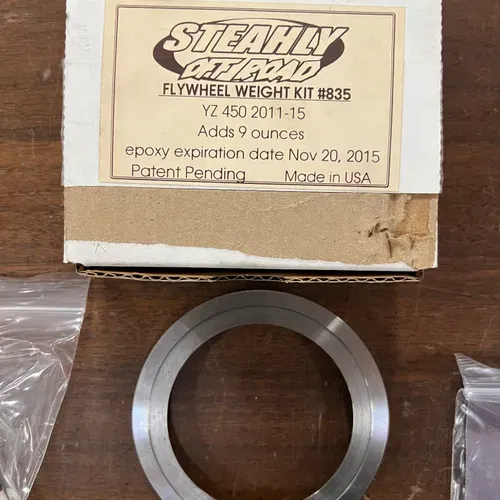 STEAHLY
OFF ROAD
FLYWHEEL WEIGHT KIT #835
YZ 450 2011-15
Adds 9 ounces
epoxy expiration date Nov 20, 2015
Patent Pending Made in USA